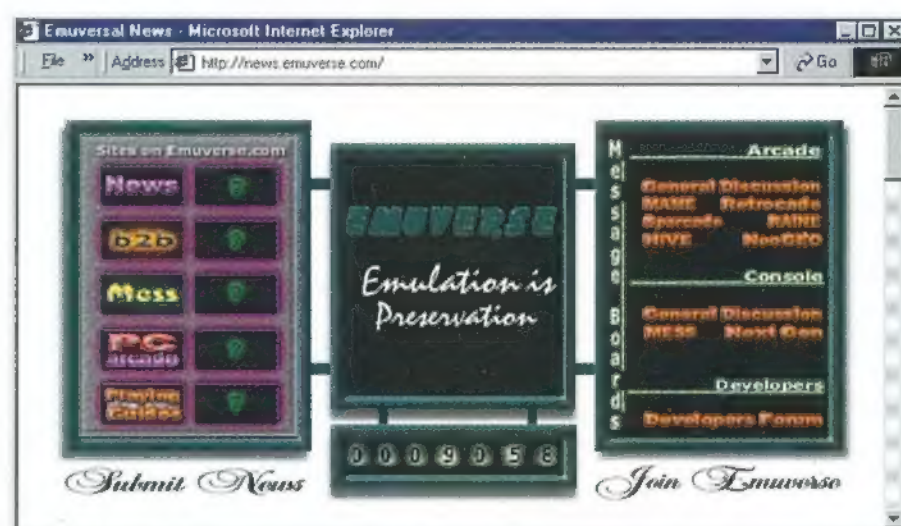 Emuversal News - Microsoft Internet Explorer
File » Address http://news.emuverse.com/ Go
Sites on Emuverse.com
News
b2b
Mess
PC arcade
Playing Guides
EMUVERSE
Emulation is
Preservation
0009058
Message Boards
Arcade
General Discussion
MAME Retrocade
Sparcade RAINE
HIVE NeoGEO
Console
General Discussion
MESS Next Gen
Developers
Developers Forum
Submit News
Join Emuverse